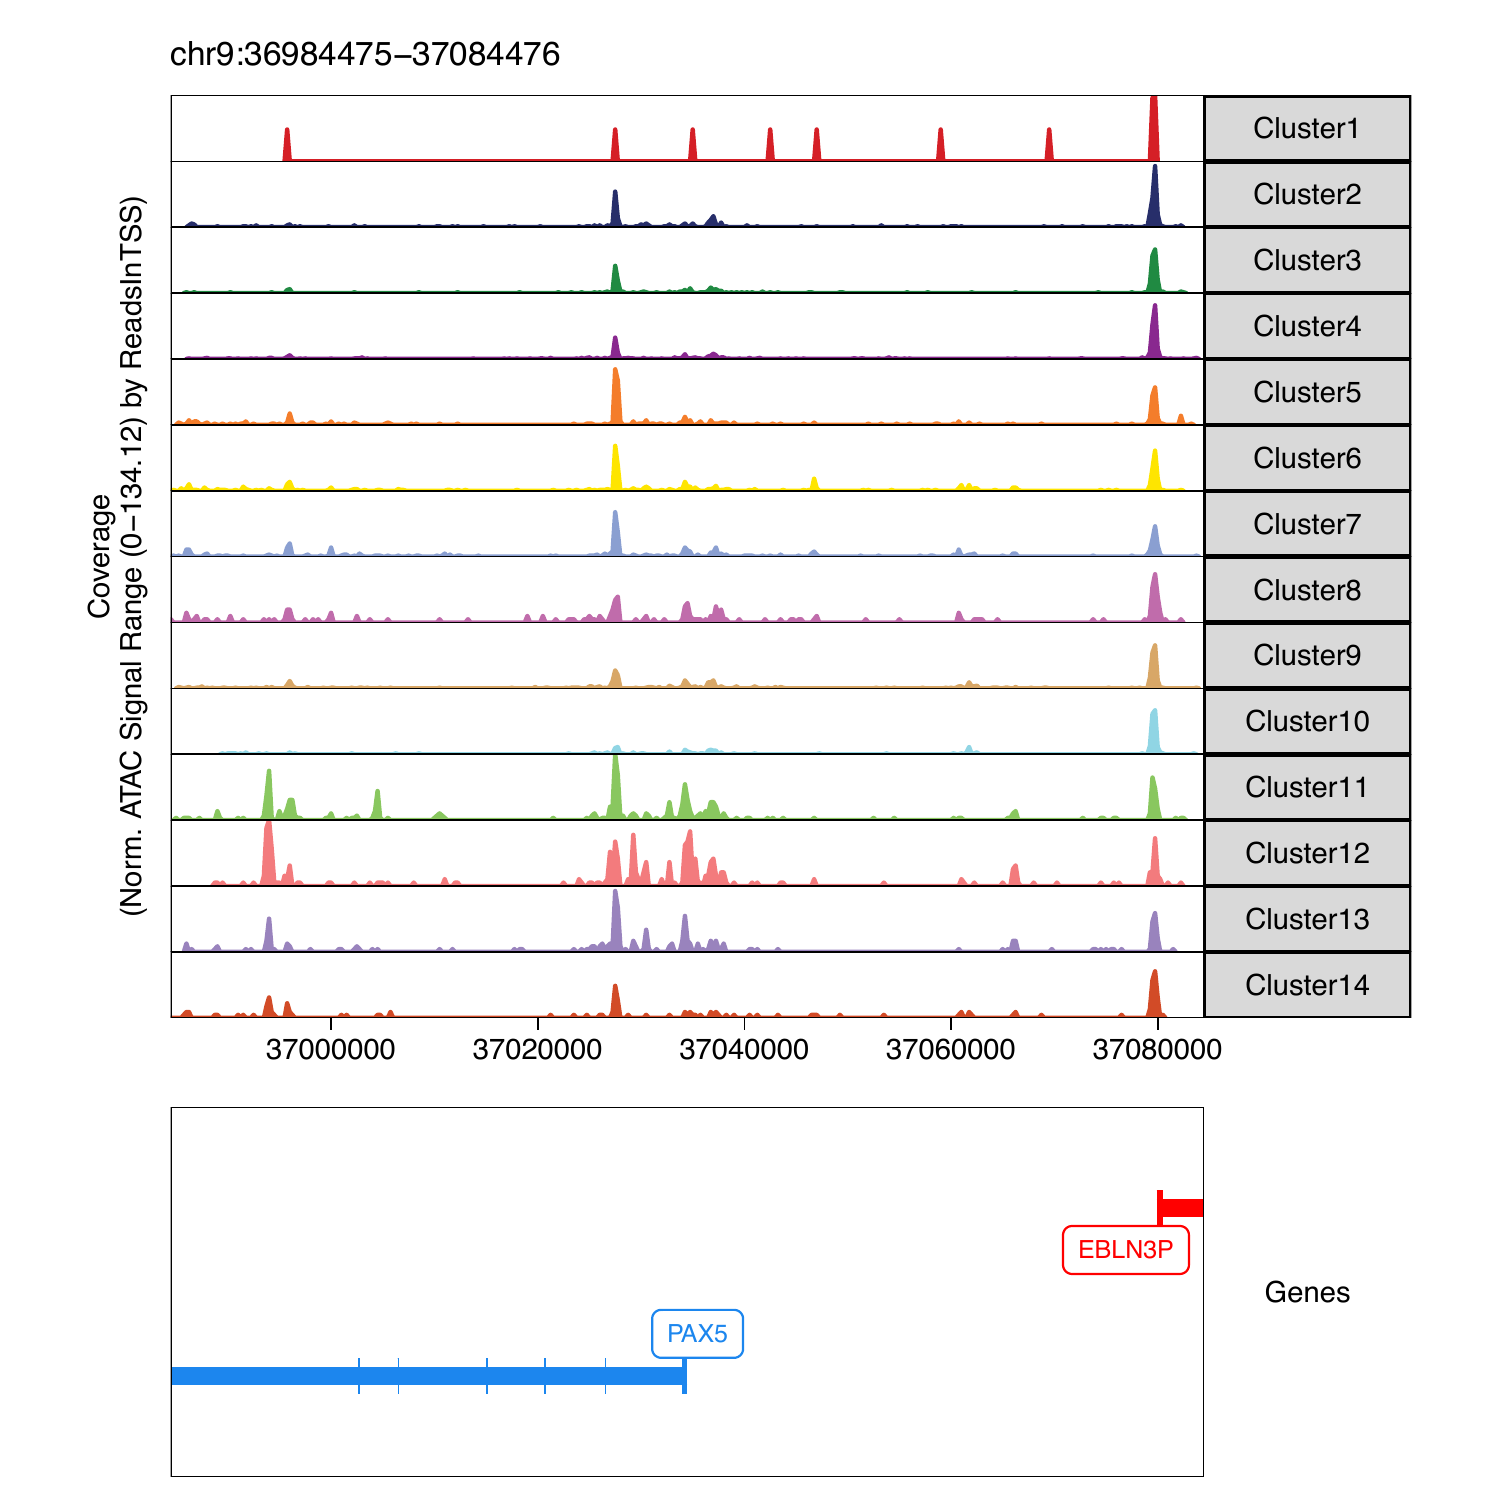 chr9:36984475−37084476
Coverage
(Norm. ATAC Signal Range (0−134.12) by ReadsInTSS)
Cluster1
Cluster2
Cluster3
Cluster4
Cluster5
Cluster6
Cluster7
Cluster8
Cluster9
Cluster10
Cluster11
Cluster12
Cluster13
Cluster14
37000000 37020000 37040000 37060000 37080000
EBLN3P
Genes
PAX5